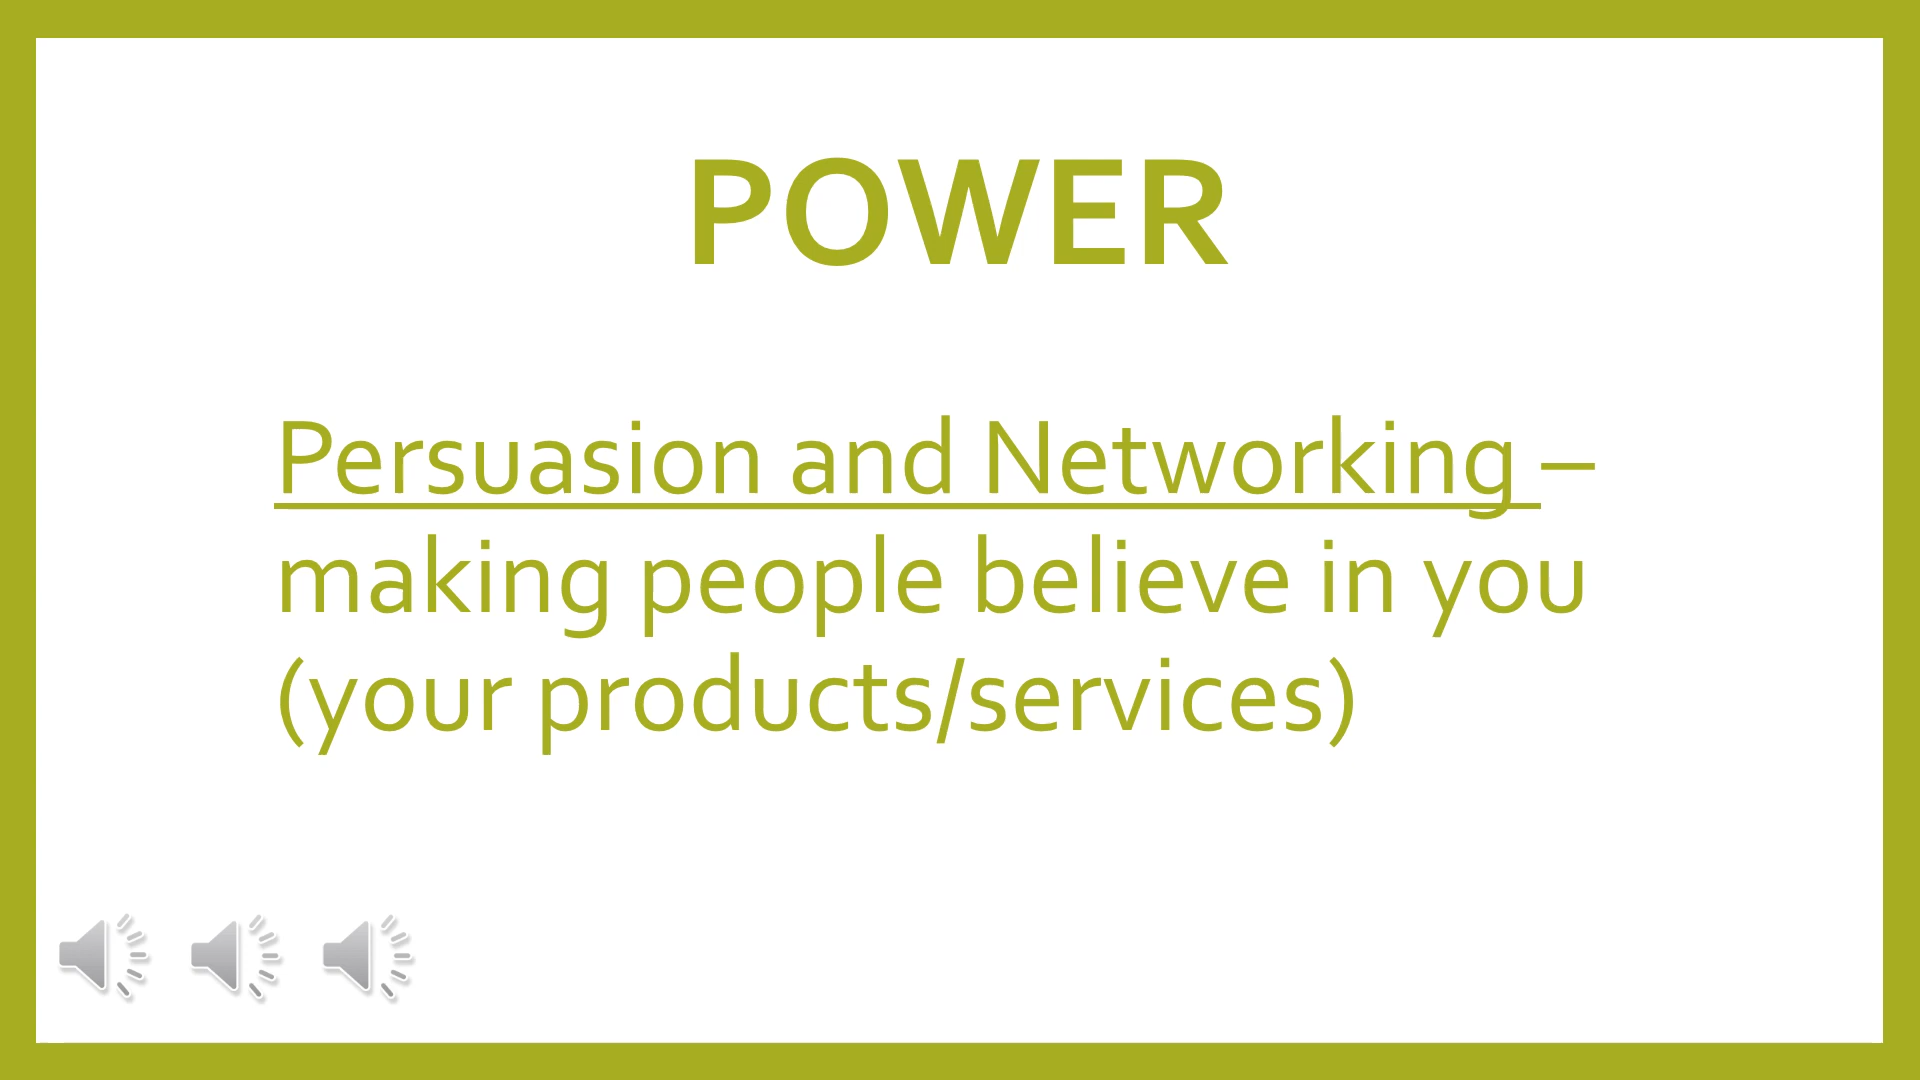 POWER
Persuasion and Networking –
making people believe in you
(your products/services)